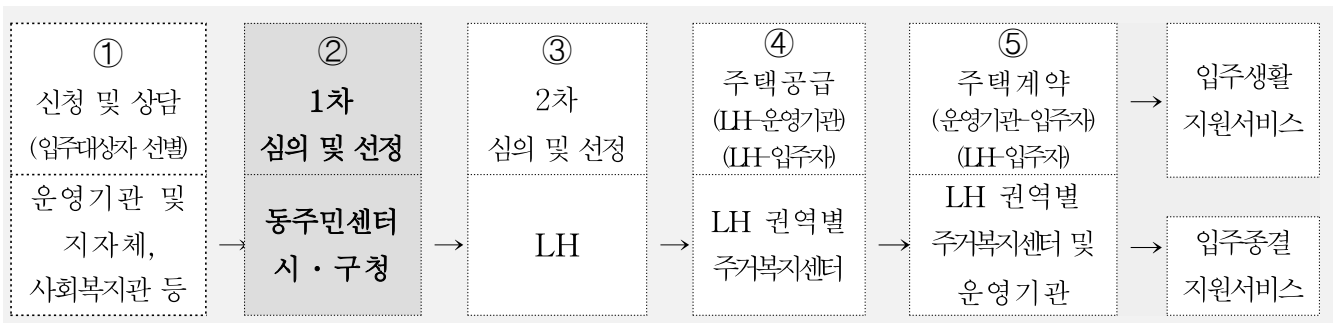 ①
신청 및 상담
(입주대상자 선별)
운영기관 및
지자체,
사회복지관 등
→
②
1차
심의 및 선정
동주민센터
시・구청
→
③
2차
심의 및 선정
LH
→
④
주택공급
(LH-운영기관)
(LH-입주자)
LH 권역별
주거복지센터
→
⑤
주택계약
(운영기관-입주자)
(LH-입주자)
LH 권역별
주거복지센터 및
운영기관
→
입주생활
지원서비스
→
입주종결
지원서비스